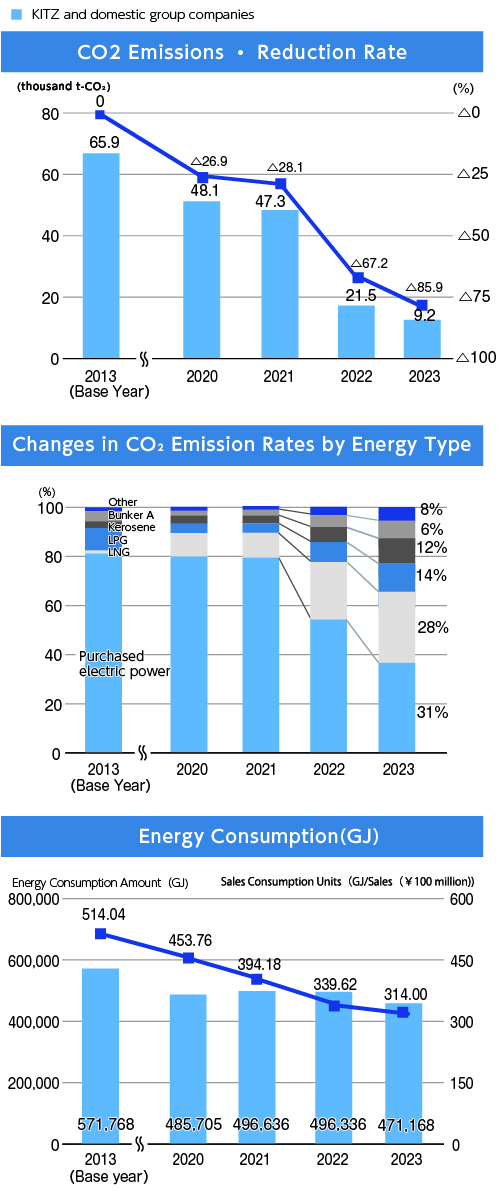 KITZ and domestic group companies
CO2 Emissions • Reduction Rate
(thousand t-CO₂) (%)
0
80 △0
65.9
60 △26.9 △28.1 △25
48.1 47.3
40 △50
△67.2
20 21.5 △85.9 △75
9.2
0 △100
2013 2020 2021 2022 2023
(Base Year)
Changes in CO₂ Emission Rates by Energy Type
(%)
100 Other 8%
Bunker A 6%
Kerosene 12%
80 LPG 14%
LNG
60
28%
40 Purchased
electric power
20 31%
0
2013 2020 2021 2022 2023
(Base Year)
Energy Consumption(GJ)
Energy Consumption Amount (GJ) Sales Consumption Units (GJ/Sales (￥100 million))
800,000 600
514.04
453.76
600,000 394.18 450
339.62
314.00
400,000 300
200,000 150
571,768 485,705 496,636 496,336 471,168
0 0
2013 2020 2021 2022 2023
(Base year)